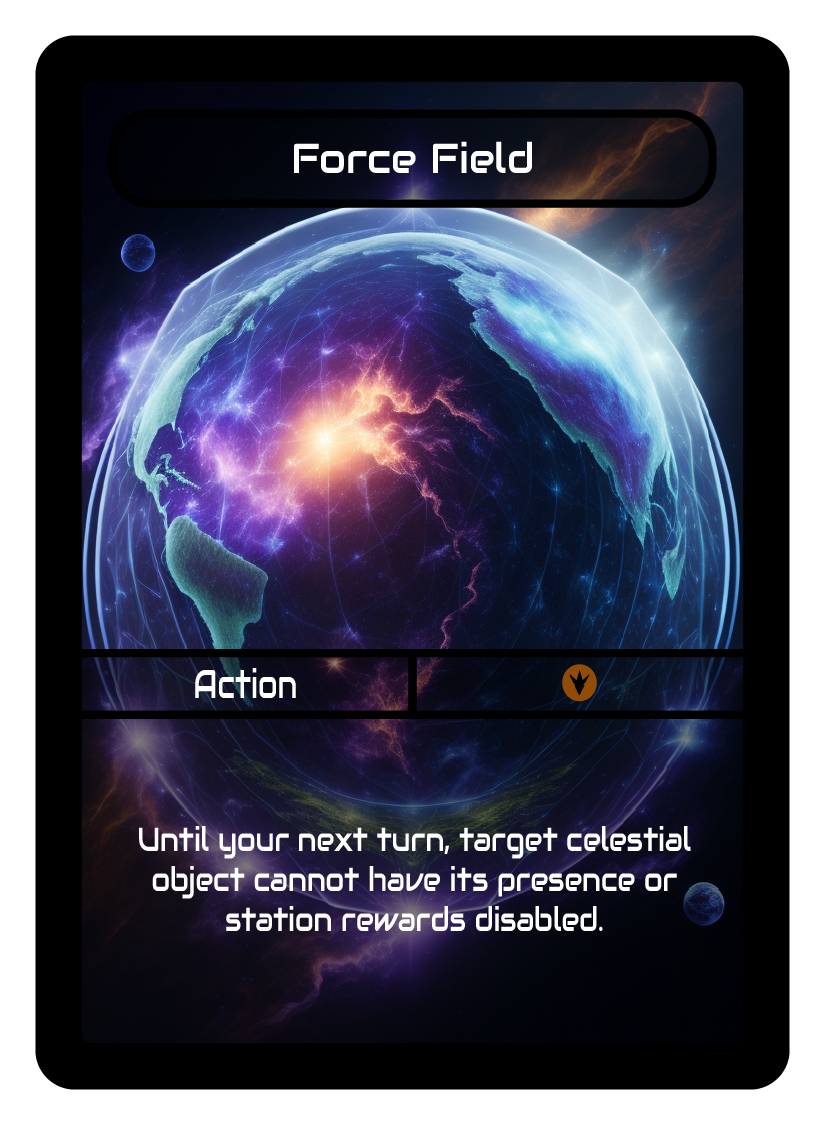 Force Field
Action
Until your next turn, target celestial
object cannot have its presence or
station rewards disabled.